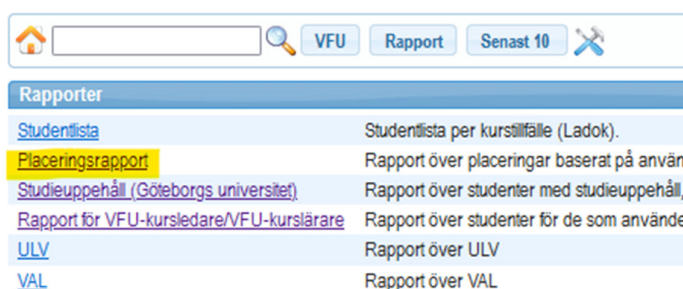 VFU Rapport Senast 10
Rapporter
Studentlista Studentlista per kurstillfälle (Ladok).
Placeringsrapport Rapport över placeringar baserat på använ
Studieuppehåll (Göteborgs universitet) Rapport över studenter med studieuppehåll,
Rapport för VFU-kursledare/VFU-kurslärare Rapport över studenter för de som använde
ULV Rapport över ULV
VAL Rapport över VAL